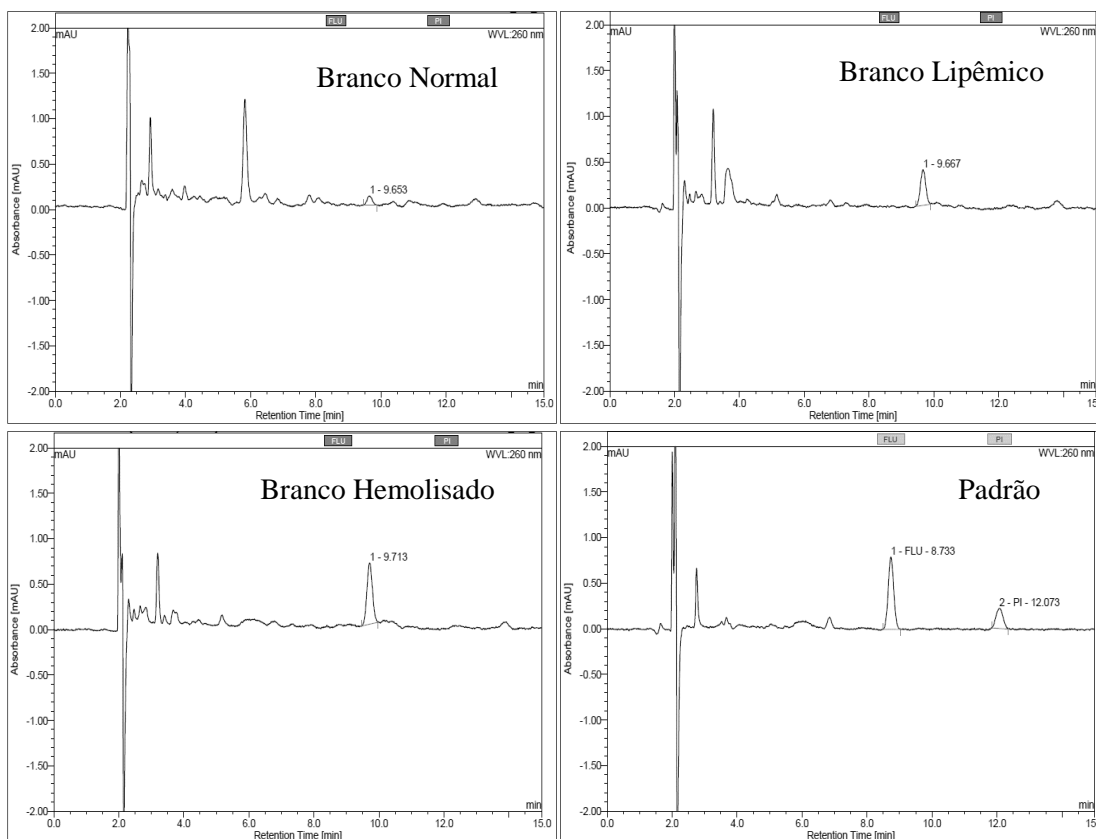 FLU PI
2.00
mAU
WVL:260 nm
Branco Normal
1.50
1.00
0.50
1 - 9.653
0.00
-0.50
-1.00
-1.50
-2.00
min
0.0 2.0 4.0 6.0 8.0 10.0 12.0 15.0
Absorbance [mAU]
Retention Time [min]
FLU PI
2.00
mAU
WVL:260 nm
Branco Lipêmico
1.50
1.00
0.50
1 - 9.667
0.00
-0.50
-1.00
-1.50
-2.00
min
0.0 2.0 4.0 6.0 8.0 10.0 12.0 15.0
Absorbance [mAU]
Retention Time [min]
FLU PI
2.00
mAU
WVL:260 nm
Branco Hemolisado
1.50
1.00
1 - 9.713
0.50
0.00
-0.50
-1.00
-1.50
-2.00
min
0.0 2.0 4.0 6.0 8.0 10.0 12.0 15.0
Absorbance [mAU]
Retention Time [min]
FLU PI
2.00
mAU
WVL:260 nm
Padrão
1.50
1.00
1 - FLU - 8.733
0.50
2 - PI - 12.073
0.00
-0.50
-1.00
-1.50
-2.00
min
0.0 2.0 4.0 6.0 8.0 10.0 12.0 15.0
Absorbance [mAU]
Retention Time [min]